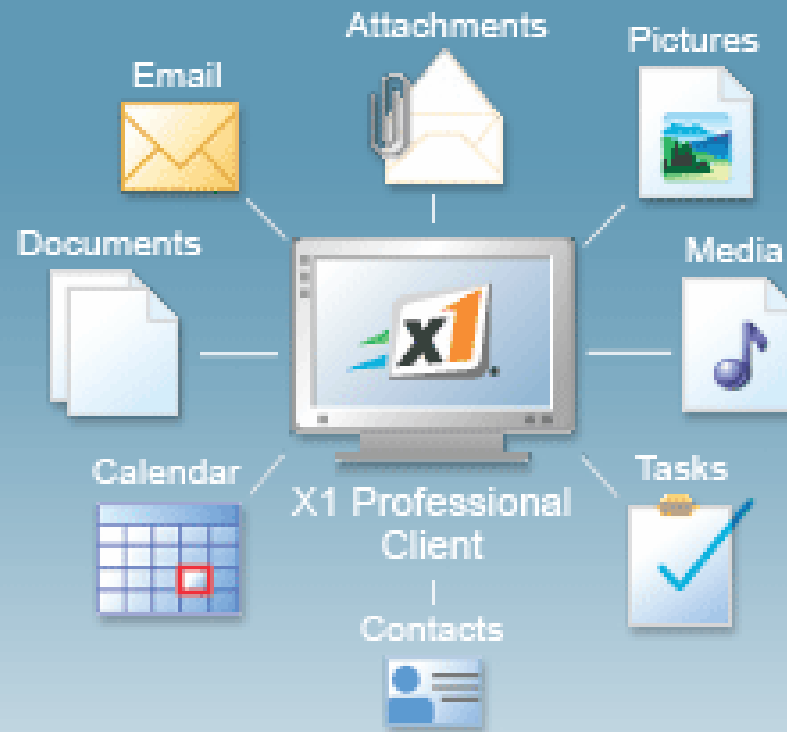 Attachments
Pictures
Email
Documents
Media
x1
Calendar
Tasks
X1 Professional
Client
Contacts